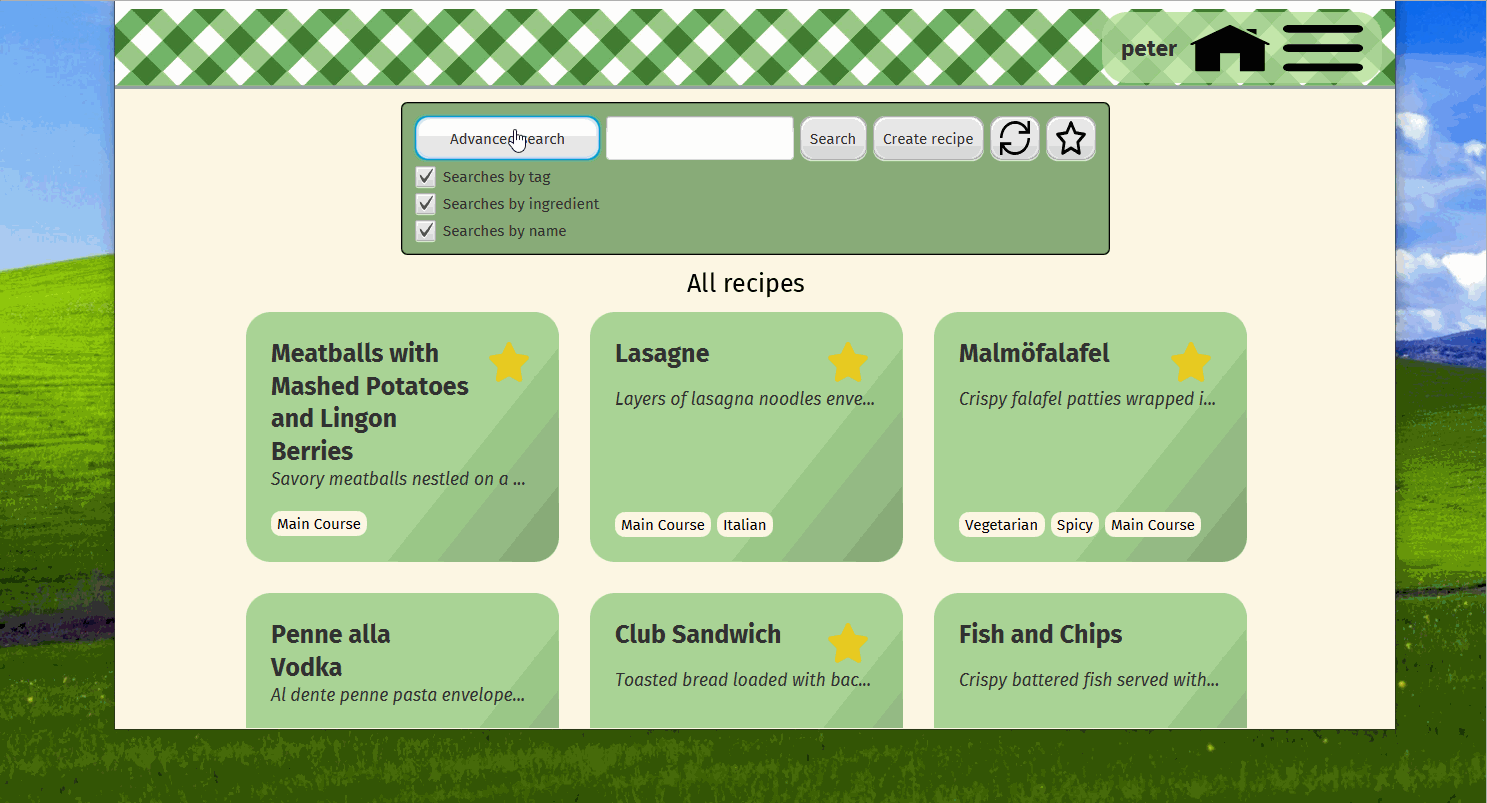 peter
Advanced search Search Create recipe
Searches by tag
Searches by ingredient
Searches by name
All recipes
Meatballs with
Mashed Potatoes
and Lingon
Berries
Savory meatballs nestled on a ...
Main Course
Lasagne
Layers of lasagna noodles enve...
Main Course Italian
Malmöfalafel
Crispy falafel patties wrapped i...
Vegetarian Spicy Main Course
Penne alla
Vodka
Al dente penne pasta envelope...
Club Sandwich
Toasted bread loaded with bac...
Fish and Chips
Crispy battered fish served with...